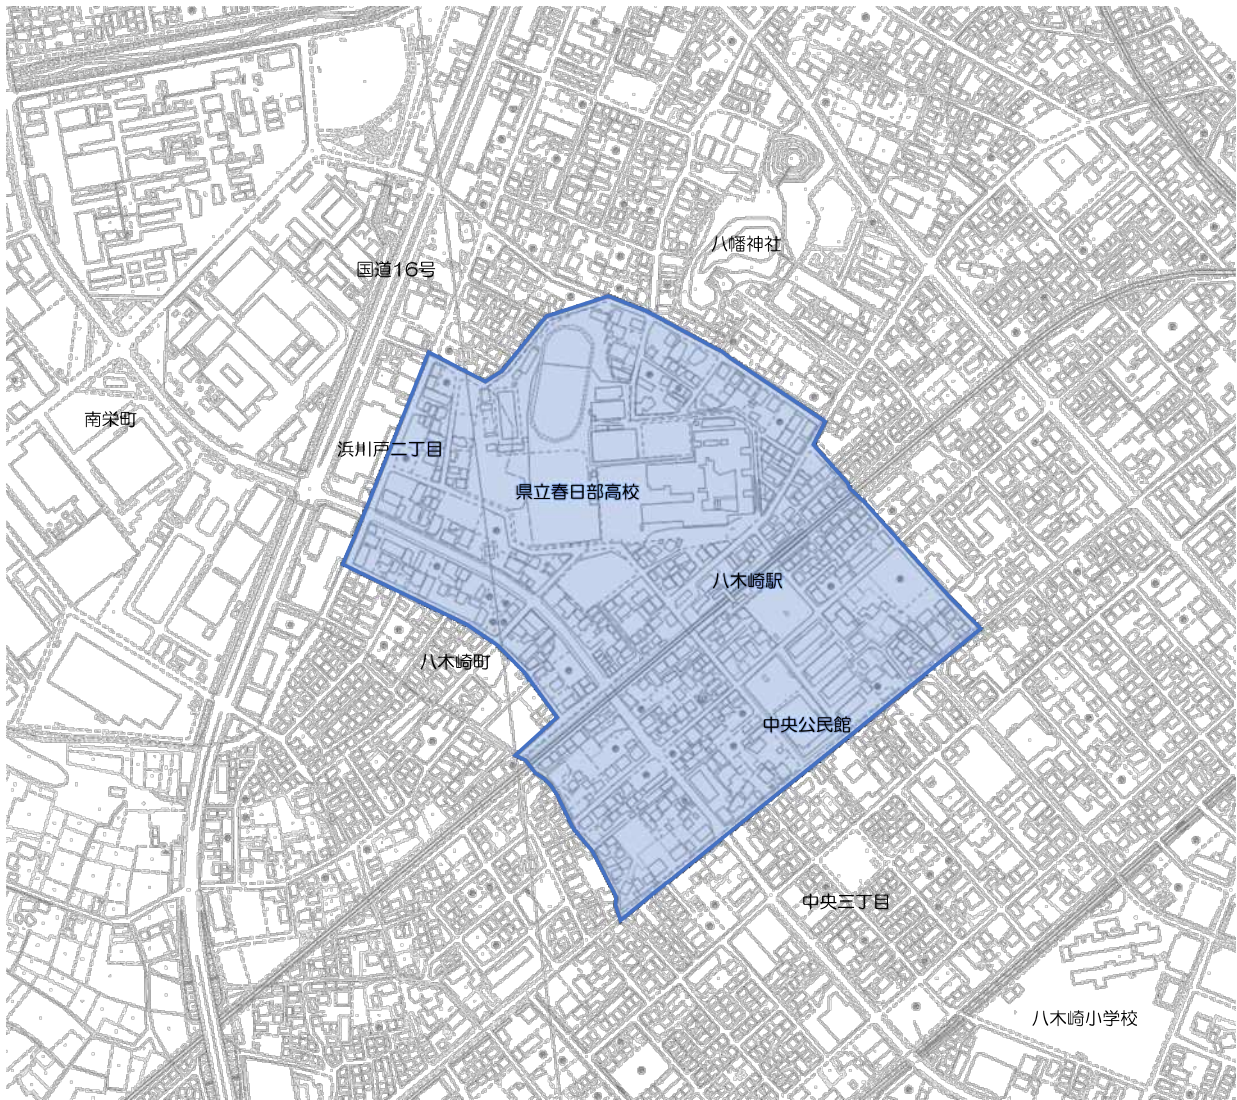 八幡神社
国道16号
南栄町
浜川戸二丁目
県立春日部高校
八木崎駅
八木崎町
中央公民館
中央三丁目
八木崎小学校